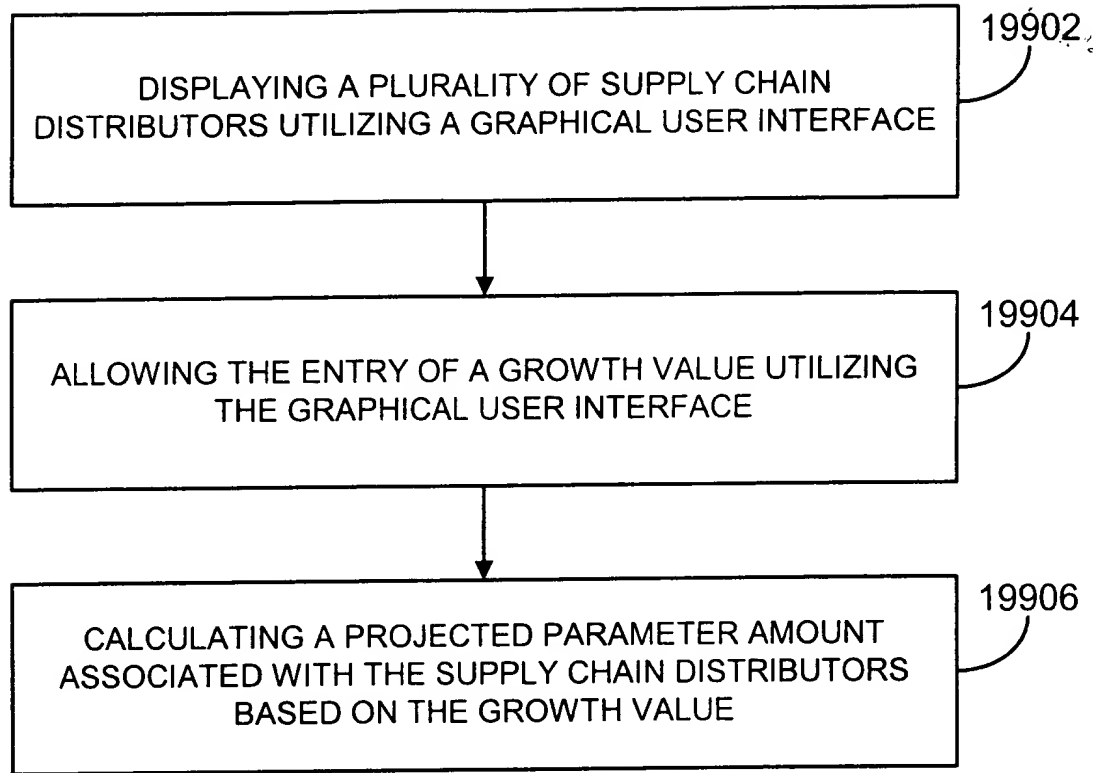 19902
DISPLAYING A PLURALITY OF SUPPLY CHAIN
DISTRIBUTORS UTILIZING A GRAPHICAL USER INTERFACE
19904
ALLOWING THE ENTRY OF A GROWTH VALUE UTILIZING
THE GRAPHICAL USER INTERFACE
19906
CALCULATING A PROJECTED PARAMETER AMOUNT
ASSOCIATED WITH THE SUPPLY CHAIN DISTRIBUTORS
BASED ON THE GROWTH VALUE